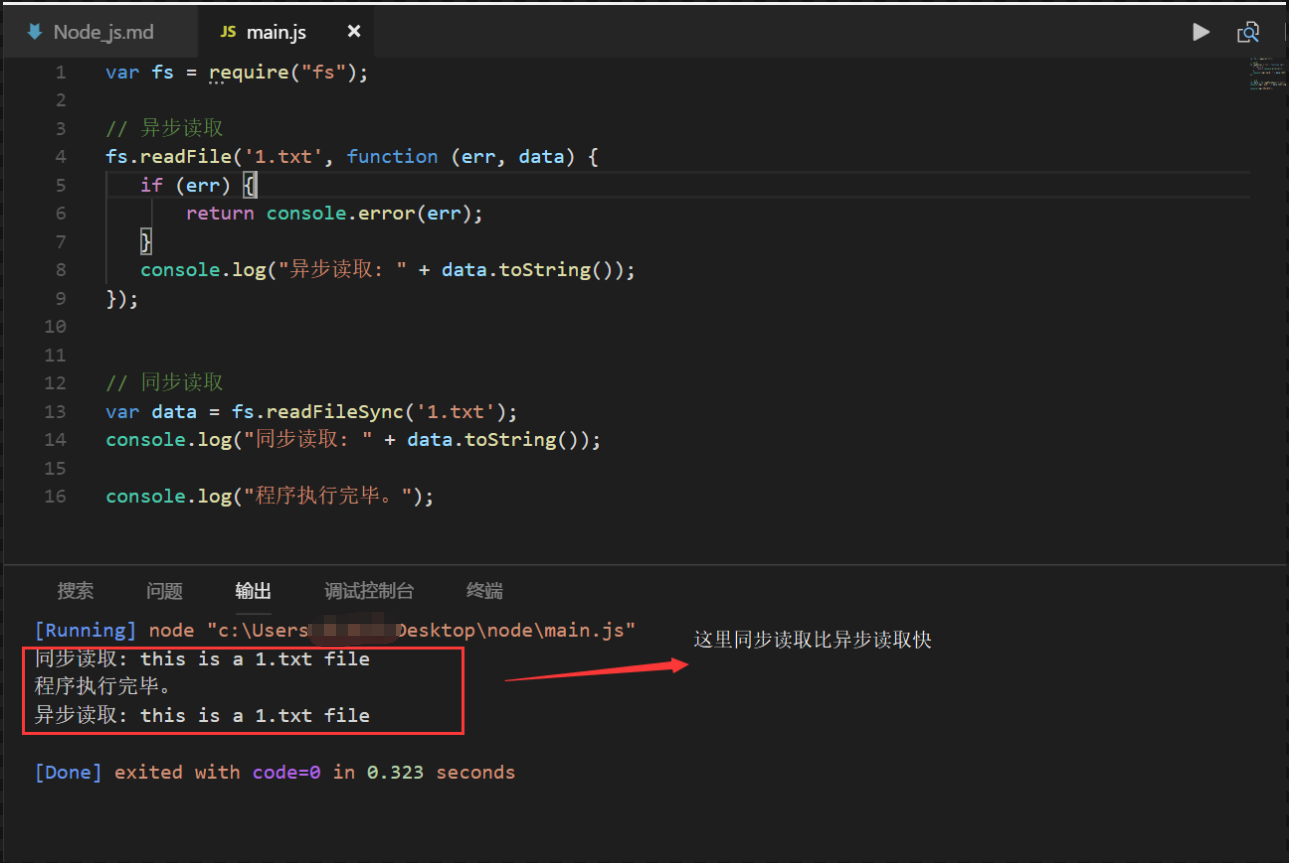 Node_js.md JS main.js ×
1 var fs = require("fs");
2
3 // 异步读取
4 fs.readFile('1.txt', function (err, data) {
5 if (err) {
6 return console.error(err);
7 }
8 console.log("异步读取: " + data.toString());
9 });
10
11
12 // 同步读取
13 var data = fs.readFileSync('1.txt');
14 console.log("同步读取: " + data.toString());
15
16 console.log("程序执行完毕。");
搜索 问题 输出 调试控制台 终端
[Running] node "c:\Users Desktop\node\main.js"
这里同步读取比异步读取快
同步读取: this is a 1.txt file
程序执行完毕。
异步读取: this is a 1.txt file
[Done] exited with code=0 in 0.323 seconds